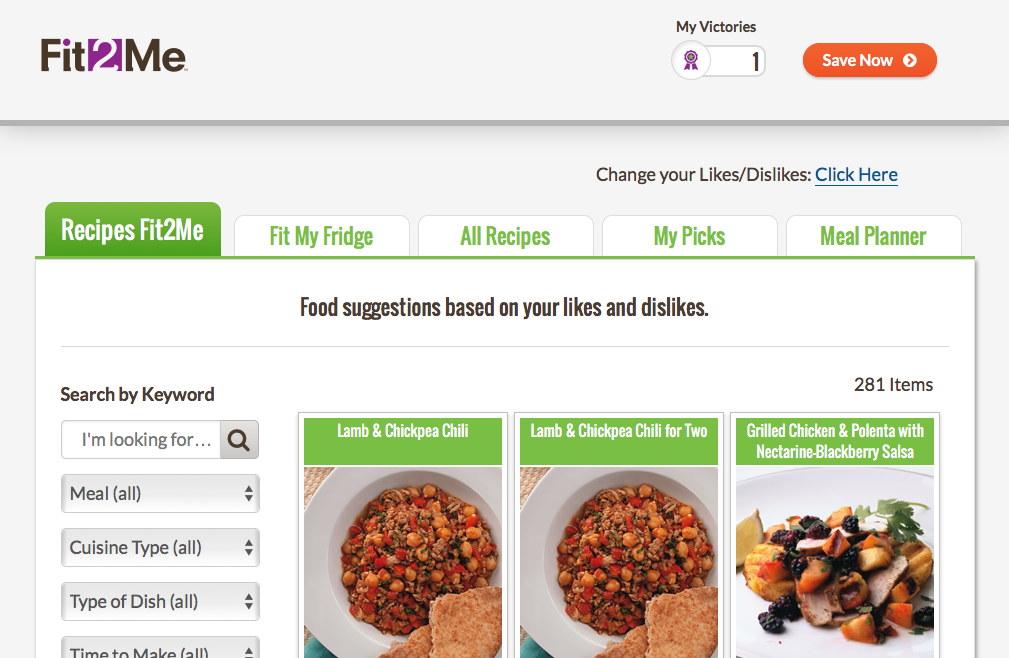 Fit2Me
My Victories
1
Save Now
Change your Likes/Dislikes: Click Here
Recipes Fit2Me
Fit My Fridge
All Recipes
My Picks
Meal Planner
Food suggestions based on your likes and dislikes.
281 Items
Search by Keyword
I'm looking for...
Meal (all)
Cuisine Type (all)
Type of Dish (all)
Time to Make (all)
Lamb & Chickpea Chili
Lamb & Chickpea Chili for Two
Grilled Chicken & Polenta with
Nectarine-Blackberry Salsa